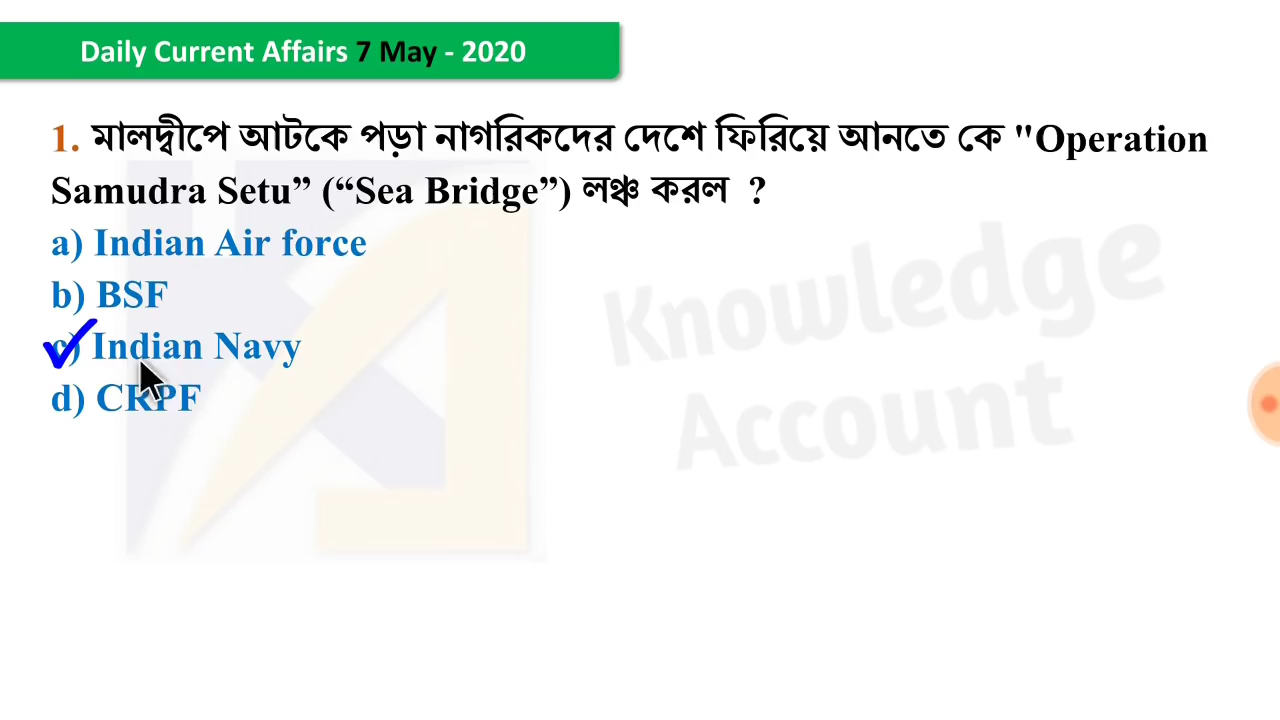 Daily Current Affairs 7 May - 2020
1. মালদ্বীপে আটকে পড়া নাগরিকদের দেশে ফিরিয়ে আনতে কে "Operation
Samudra Setu” (“Sea Bridge”) লঞ্চ করল ?
a) Indian Air force
b) BSF
c) Indian Navy
d) CRPF
Knowledge
Account